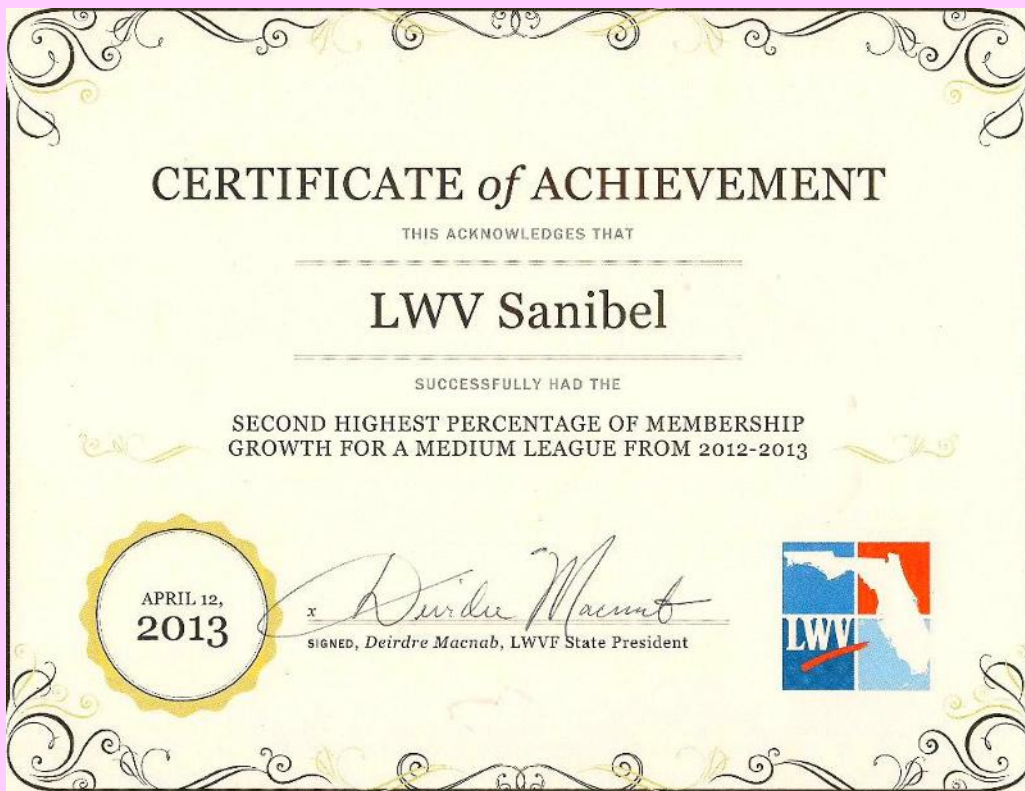 CERTIFICATE of ACHIEVEMENT
THIS ACKNOWLEDGES THAT
LWV Sanibel
SUCCESSFULLY HAD THE
SECOND HIGHEST PERCENTAGE OF MEMBERSHIP
GROWTH FOR A MEDIUM LEAGUE FROM 2012-2013
APRIL 12,
2013
x Deirdre Macnab
SIGNED, Deirdre Macnab, LWVF State President
LWV